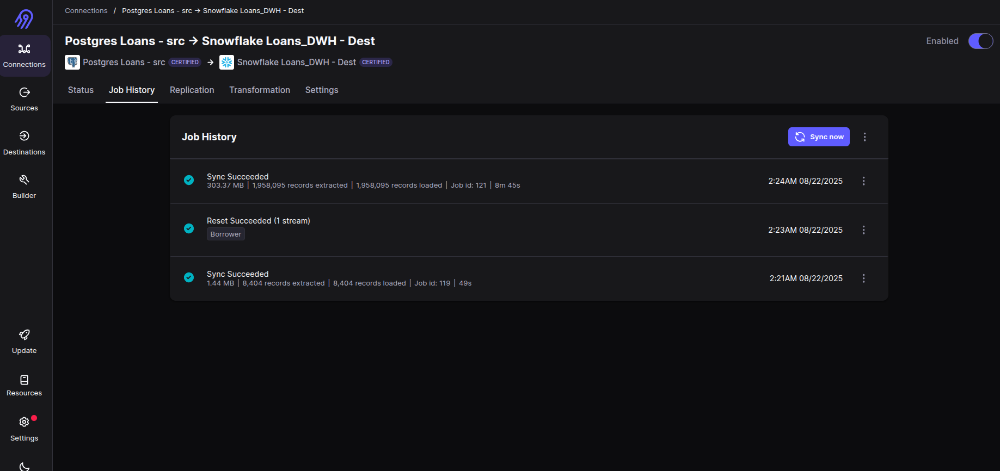 Connections / Postgres Loans - src → Snowflake Loans_DWH - Dest
Postgres Loans - src → Snowflake Loans_DWH - Dest
Enabled
Postgres Loans - src CERTIFIED → Snowflake Loans_DWH - Dest CERTIFIED
Status Job History Replication Transformation Settings
Connections
Sources
Destinations
Builder
Update
Resources
Settings
Job History
Sync now
Sync Succeeded
303.37 MB | 1,958,095 records extracted | 1,958,095 records loaded | Job id: 121 | 8m 45s
2:24AM 08/22/2025
Reset Succeeded (1 stream)
Borrower
2:23AM 08/22/2025
Sync Succeeded
1.44 MB | 8,404 records extracted | 8,404 records loaded | Job id: 119 | 49s
2:21AM 08/22/2025